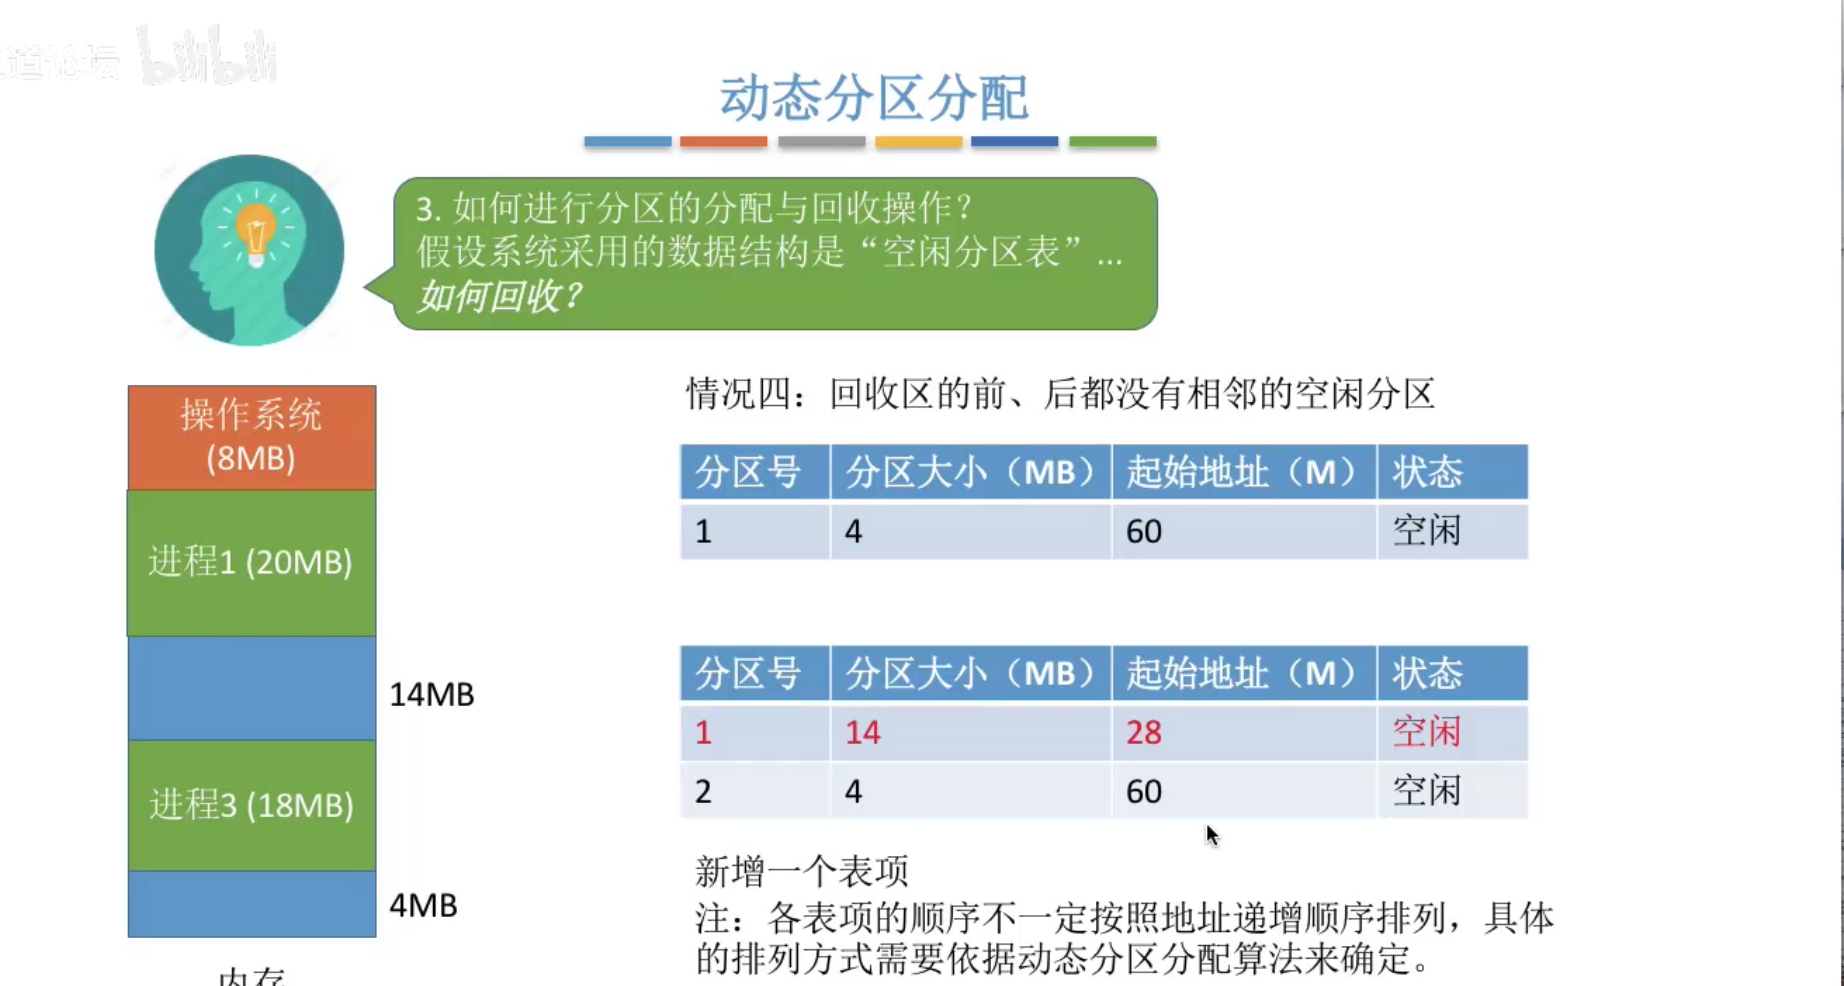 道论坛 bilibili
动态分区分配
3. 如何进行分区的分配与回收操作？
假设系统采用的数据结构是“空闲分区表”...
如何回收？
操作系统
(8MB)
进程1 (20MB)
14MB
进程3 (18MB)
4MB
内存
情况四：回收区的前、后都没有相邻的空闲分区
分区号 分区大小（MB） 起始地址（M） 状态
1 4 60 空闲
分区号 分区大小（MB） 起始地址（M） 状态
1 14 28 空闲
2 4 60 空闲
新增一个表项
注：各表项的顺序不一定按照地址递增顺序排列，具体
的排列方式需要依据动态分区分配算法来确定。